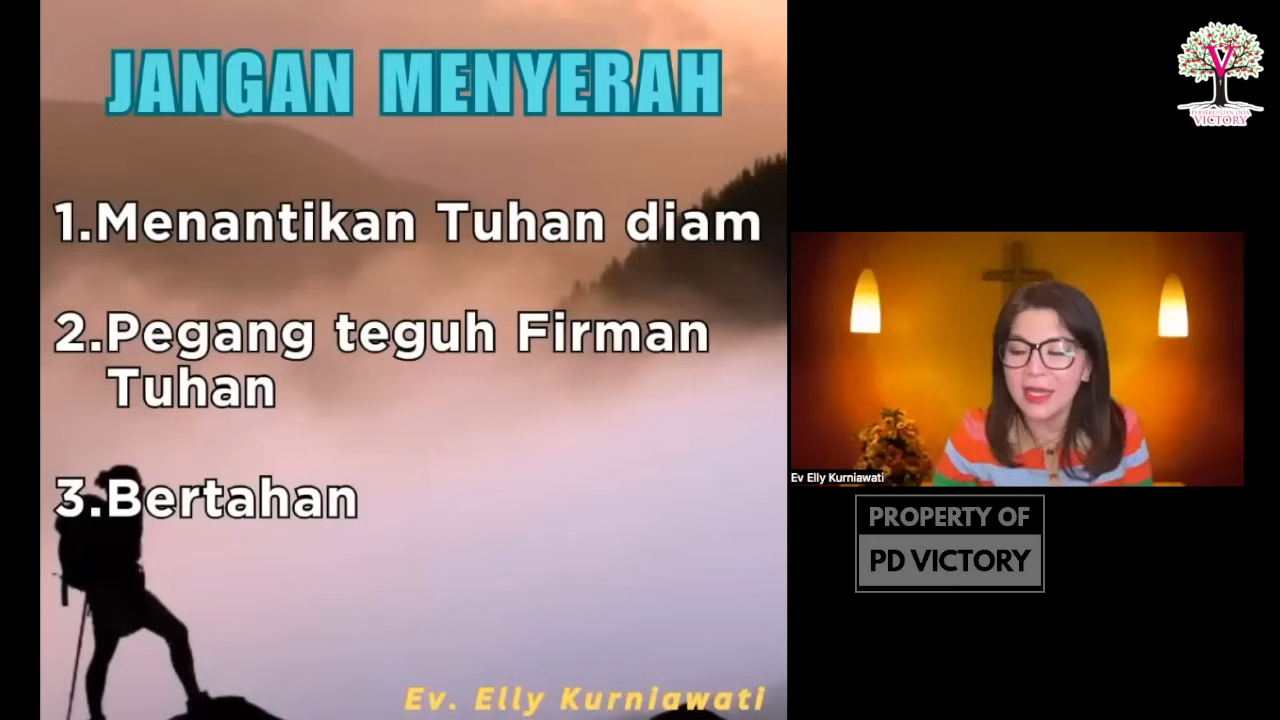 JANGAN MENYERAH
1.Menantikan Tuhan diam
2.Pegang teguh Firman
Tuhan
3.Bertahan
Ev. Elly Kurniawati
VICTORY
Ev Elly Kurniawati
PROPERTY OF
PD VICTORY